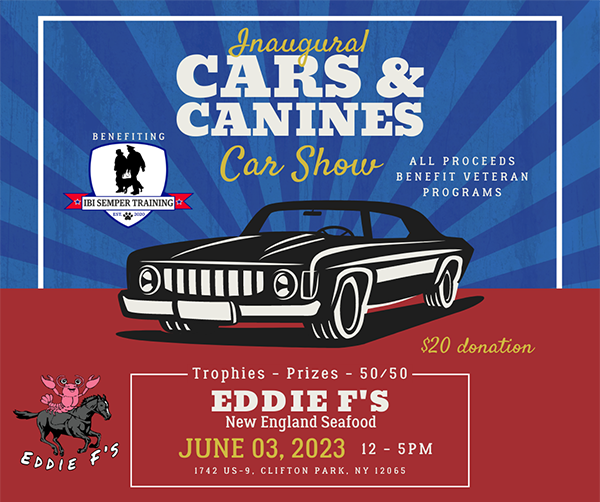 Inaugural
CARS &
CANINES
Car Show
BENEFITING
IBI SEMPER TRAINING
EST. 2020
ALL PROCEEDS
BENEFIT VETERAN
PROGRAMS
$20 donation
Trophies - Prizes - 50/50
EDDIE F'S
New England Seafood
JUNE 03, 2023 12 - 5PM
1742 US-9, CLIFTON PARK, NY 12065
EDDIE F'S